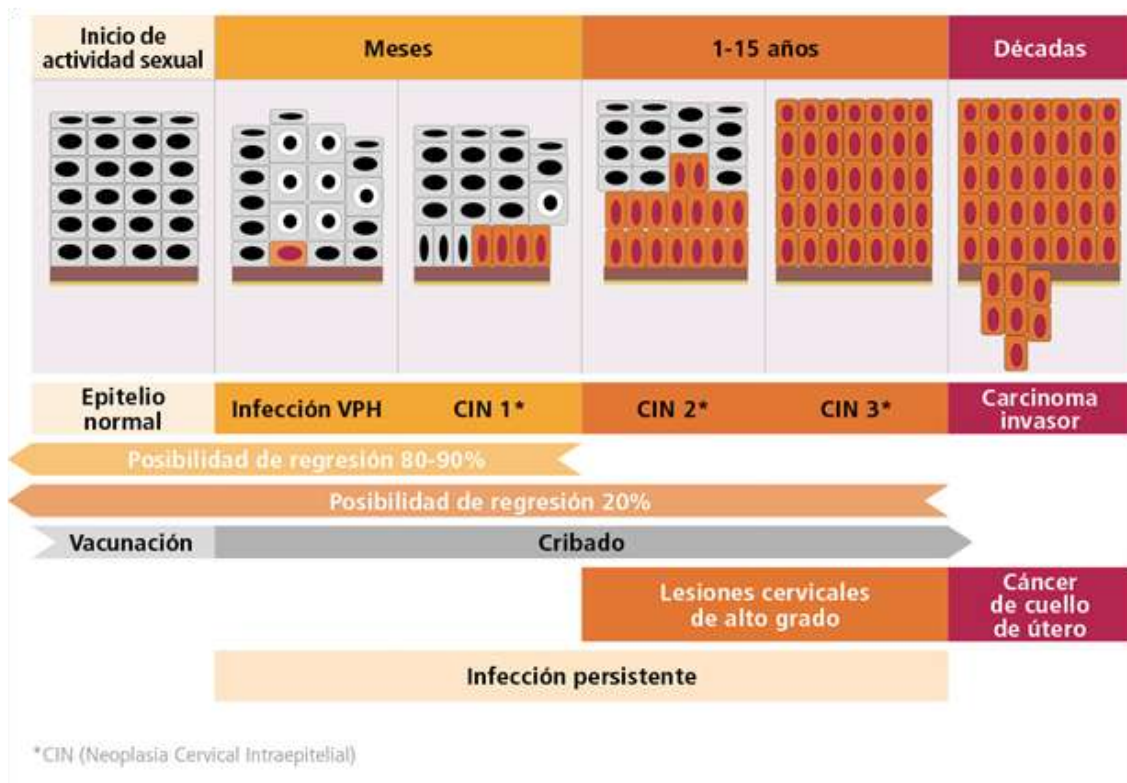 Inicio de
actividad sexual
Meses
1-15 años
Décadas
Epitelio
normal
Infección VPH
CIN 1*
CIN 2*
CIN 3*
Carcinoma
invasor
Posibilidad de regresión 80-90%
Posibilidad de regresión 20%
Vacunación
Cribado
Lesiones cervicales
de alto grado
Cáncer
de cuello
de útero
Infección persistente
*CIN (Neoplasia Cervical Intraepitelial)